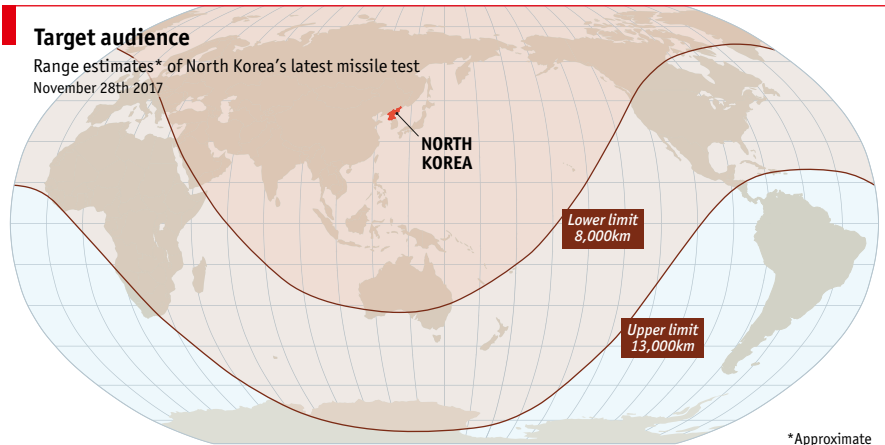 Target audience
Range estimates* of North Korea's latest missile test
November 28th 2017
NORTH
KOREA
Lower limit
8,000km
Upper limit
13,000km
*Approximate